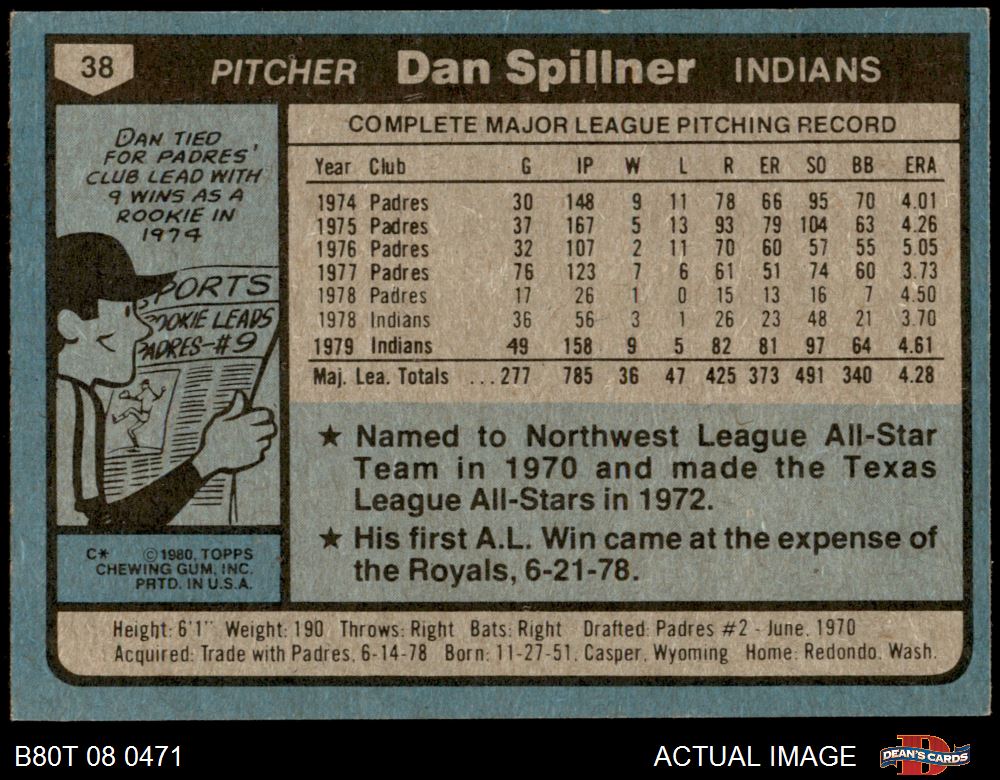 38 PITCHER Dan Spillner INDIANS
DAN TIED
FOR PADRES'
CLUB LEAD WITH
9 WINS AS A
ROOKIE IN
1974
SPORTS
ROOKIE LEADS
PADRES-#9
C* © 1980, TOPPS
CHEWING GUM, INC.
PRTD. IN U.S.A.
COMPLETE MAJOR LEAGUE PITCHING RECORD
Year Club G IP W L R ER SO BB ERA
1974 Padres 30 148 9 11 78 66 95 70 4.01
1975 Padres 37 167 5 13 93 79 104 63 4.26
1976 Padres 32 107 2 11 70 60 57 55 5.05
1977 Padres 76 123 7 6 61 51 74 60 3.73
1978 Padres 17 26 1 0 15 13 16 7 4.50
1978 Indians 36 56 3 1 26 23 48 21 3.70
1979 Indians 49 158 9 5 82 81 97 64 4.61
Maj. Lea. Totals ... 277 785 36 47 425 373 491 340 4.28
★ Named to Northwest League All-Star
Team in 1970 and made the Texas
League All-Stars in 1972.
★ His first A.L. Win came at the expense of
the Royals, 6-21-78.
Height: 6'1" Weight: 190 Throws: Right Bats: Right Drafted: Padres #2 - June, 1970
Acquired: Trade with Padres, 6-14-78 Born: 11-27-51, Casper, Wyoming Home: Redondo, Wash.
B80T 08 0471 ACTUAL IMAGE DEAN'S CARDS